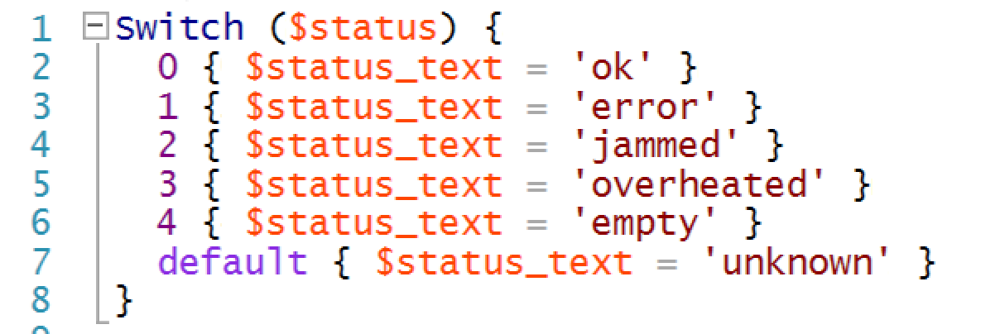 1 Switch ($status) {
2 0 { $status_text = 'ok' }
3 1 { $status_text = 'error' }
4 2 { $status_text = 'jammed' }
5 3 { $status_text = 'overheated' }
6 4 { $status_text = 'empty' }
7 default { $status_text = 'unknown' }
8 }